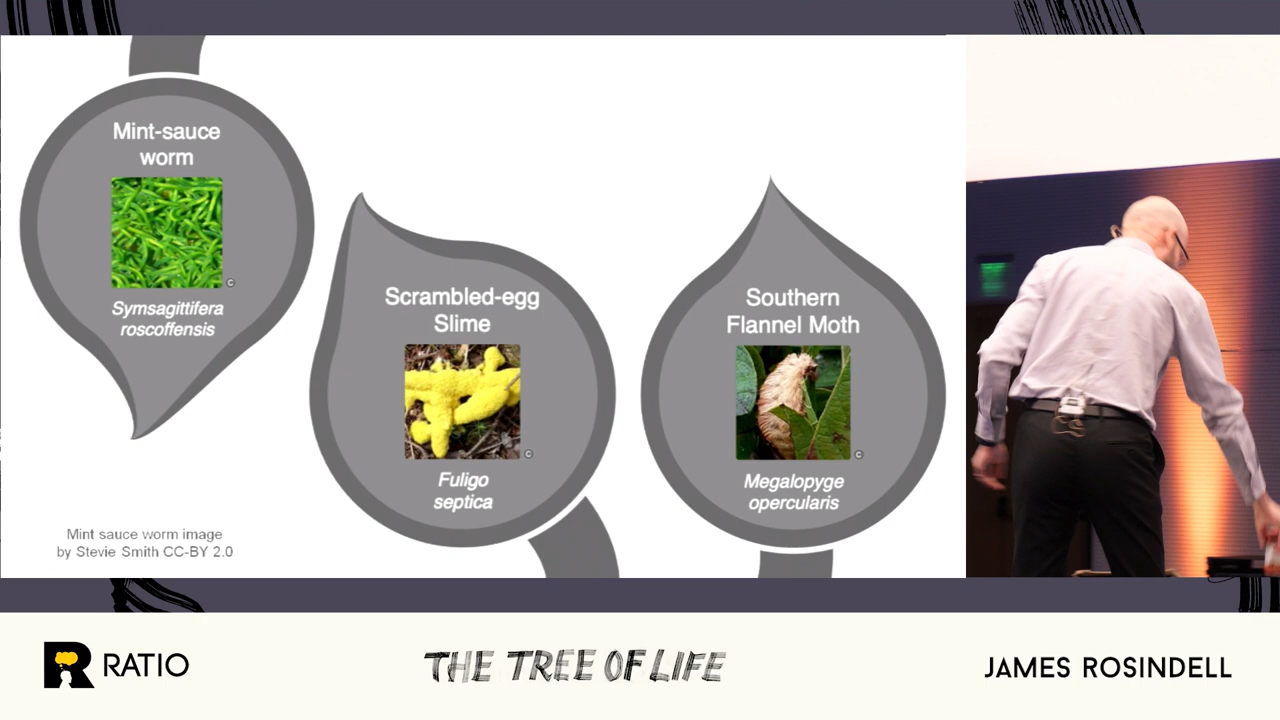 Mint-sauce
worm
©
Symsagittifera
roscoffensis
Scrambled-egg
Slime
©
Fuligo
septica
Southern
Flannel Moth
©
Megalopyge
opercularis
Mint sauce worm image
by Stevie Smith CC-BY 2.0
R RATIO
THE TREE OF LIFE
JAMES ROSINDELL